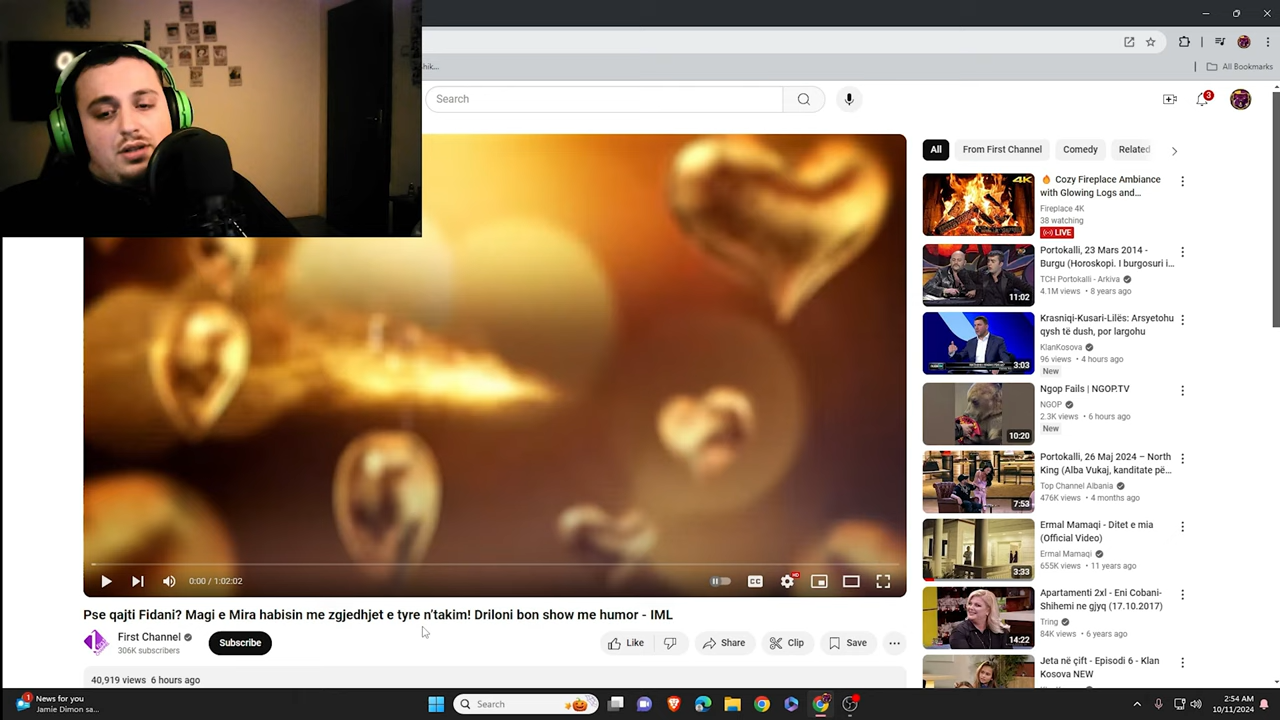 shik...
All Bookmarks
Search
3
All
From First Channel
Comedy
Related
🔥 Cozy Fireplace Ambiance
with Glowing Logs and...
Fireplace 4K
38 watching
LIVE
4K
Portokalli, 23 Mars 2014 -
Burgu (Horoskopi. I burgosuri i...
TCH Portokalli - Arkiva
4.1M views • 8 years ago
11:02
Krasniqi-Kusari-Lilës: Arsyetohu
qysh të dush, por largohu
KlanKosova
96 views • 4 hours ago
New
3:03
Ngop Fails | NGOP.TV
NGOP
2.3K views • 6 hours ago
New
10:20
Portokalli, 26 Maj 2024 – North
King (Alba Vukaj, kanditate pë...
Top Channel Albania
476K views • 4 months ago
7:53
Ermal Mamaqi - Ditet e mia
(Official Video)
Ermal Mamaqi
655K views • 11 years ago
3:33
Apartamenti 2xl - Eni Cobani-
Shihemi ne gjyq (17.10.2017)
Tring
84K views • 6 years ago
14:22
Jeta në çift - Episodi 6 - Klan
Kosova NEW
0:00 / 1:02:02
CC
HD
Pse qajti Fidani? Magi e Mira habisin me zgjedhjet e tyre n'takim! Driloni bon show me humor - IML
First Channel
306K subscribers
Subscribe
Like
Share
Clip
Save
40,919 views 6 hours ago
1
News for you
Jamie Dimon sa...
Search
2:54 AM
10/11/2024